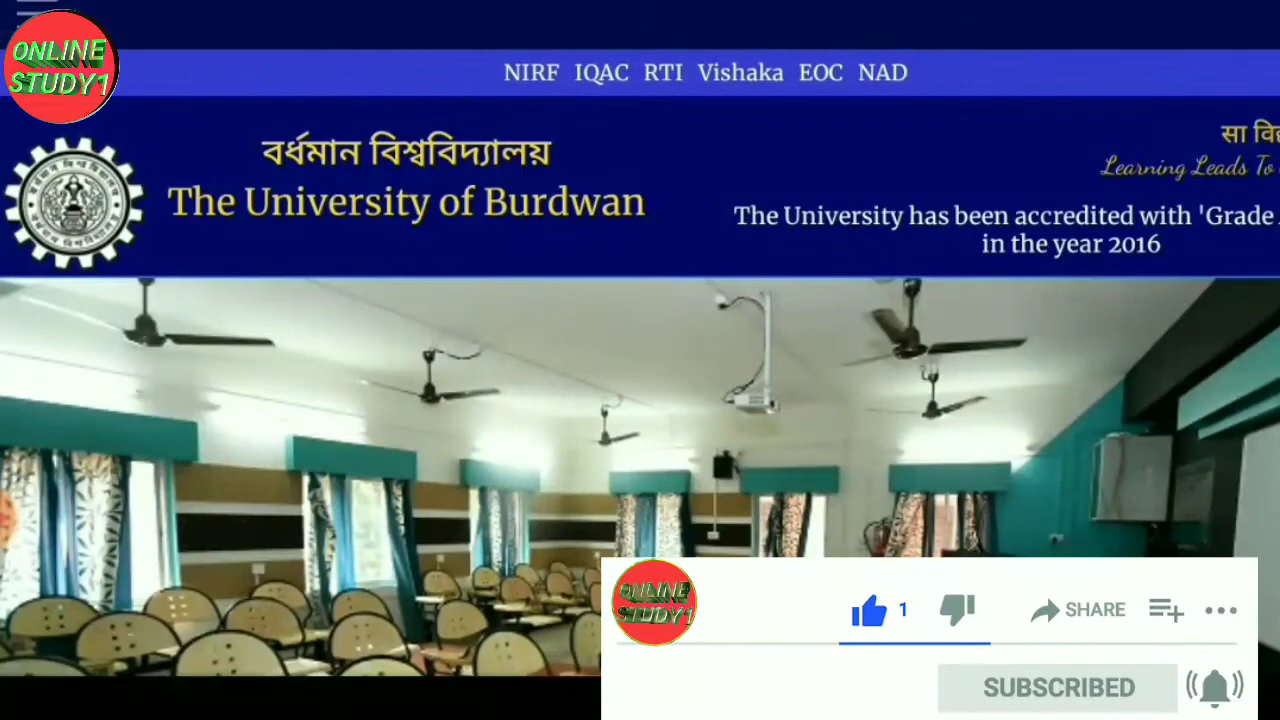 ONLINE
STUDY1
NIRF IQAC RTI Vishaka EOC NAD
বর্ধমান বিশ্ববিদ্যালয়
The University of Burdwan
सा
Learning Leads To
The University has been accredited with 'Grade
in the year 2016
ONLINE
STUDY1
1
SHARE
SUBSCRIBED